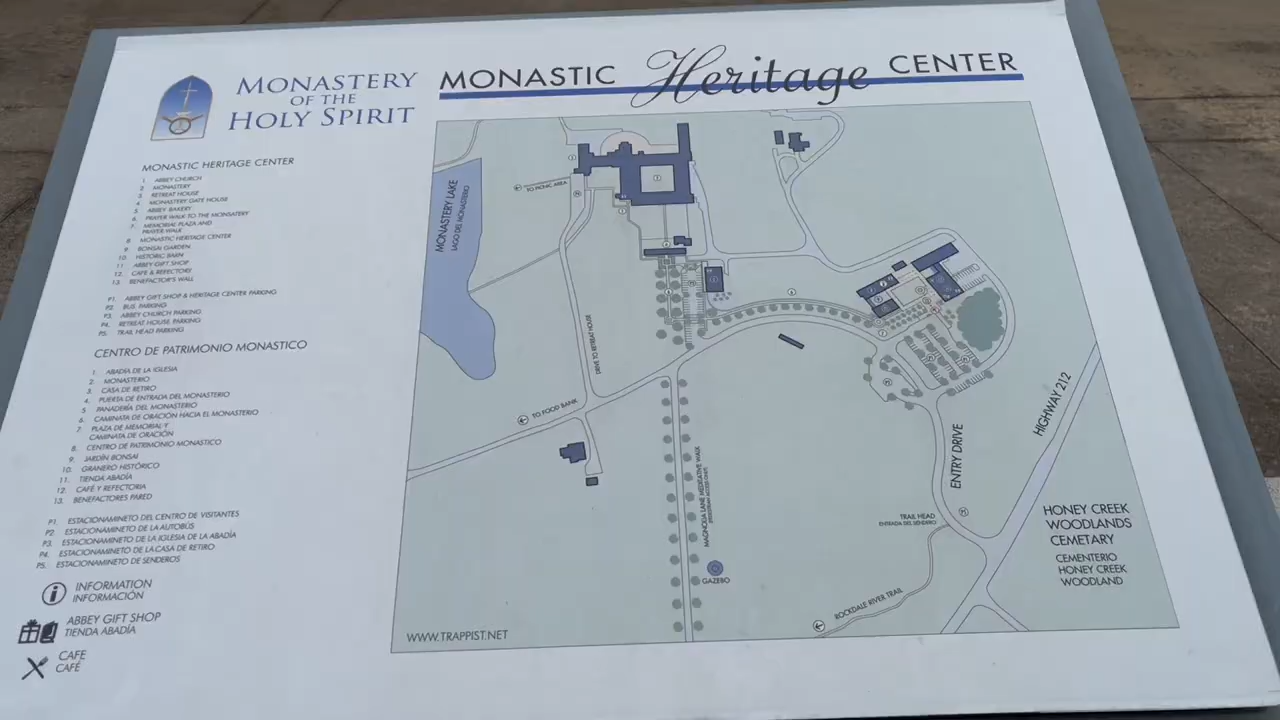 MONASTERY
OF THE
HOLY SPIRIT
MONASTIC Heritage CENTER
MONASTIC HERITAGE CENTER
1. ABBEY CHURCH
2. MONASTERY
3. RETREAT HOUSE
4. MONASTERY GATE HOUSE
5. ABBEY BAKERY
6. PRAYER WALK TO THE MONSATERY
7. MEMORIAL PLAZA AND
PRAYER WALK
8. MONASTIC HERITAGE CENTER
9. BONSAI GARDEN
10. HISTORIC BARN
11. ABBEY GIFT SHOP
12. CAFE & REFECTORY
13. BENEFACTOR'S WALL
P1. ABBEY GIFT SHOP & HERITAGE CENTER PARKING
P2. BUS PARKING
P3. ABBEY CHURCH PARKING
P4. RETREAT HOUSE PARKING
P5. TRAIL HEAD PARKING
CENTRO DE PATRIMONIO MONASTICO
1. ABADÍA DE LA IGLESIA
2. MONASTERIO
3. CASA DE RETIRO
4. PUERTA DE ENTRADA DEL MONASTERIO
5. PANADERÍA DEL MONASTERIO
6. CAMINATA DE ORACIÓN HACIA EL MONASTERIO
7. PLAZA DE MEMORIAL Y
CAMINATA DE ORACIÓN
8. CENTRO DE PATRIMONIO MONASTICO
9. JARDÍN BONSAI
10. GRANERO HISTÓRICO
11. TIENDA ABADÍA
12. CAFÉ Y REFECTORIA
13. BENEFACTORES PARED
P1. ESTACIONAMINETO DEL CENTRO DE VISITANTES
P2. ESTACIONAMINETO DE LA AUTOBÚS
P3. ESTACIONAMINETO DE LA IGLESIA DE LA ABADÍA
P4. ESTACIONAMINETO DE LA CASA DE RETIRO
P5. ESTACIONAMINETO DE SENDEROS
i INFORMATION
INFORMACIÓN
ABBEY GIFT SHOP
TIENDA ABADÍA
CAFE
CAFÉ
MONASTERY LAKE
LAGO DEL MONASTERIO
TO PICNIC AREA
DRIVE TO RETREAT HOUSE
TO FOOD BANK
MAGNOLIA LANE MEDITATIVE WALK
GAZEBO
ENTRY DRIVE
HIGHWAY 212
TRAIL HEAD
ENTRADA DEL SENDERO
ROCKDALE RIVER TRAIL
HONEY CREEK
WOODLANDS
CEMETARY
CEMENTERIO
HONEY CREEK
WOODLAND
WWW.TRAPPIST.NET